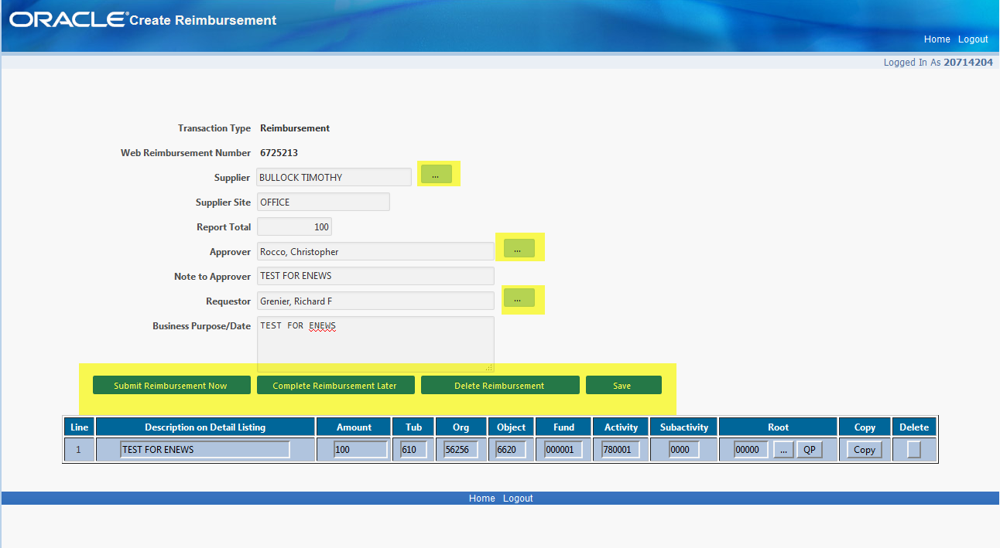 ORACLE® Create Reimbursement
Home Logout
Logged In As 20714204
Transaction Type Reimbursement
Web Reimbursement Number 6725213
Supplier BULLOCK TIMOTHY ...
Supplier Site OFFICE
Report Total 100
Approver Rocco, Christopher ...
Note to Approver TEST FOR ENEWS
Requestor Grenier, Richard F ...
Business Purpose/Date TEST FOR ENEWS
Submit Reimbursement Now Complete Reimbursement Later Delete Reimbursement Save
Line Description on Detail Listing Amount Tub Org Object Fund Activity Subactivity Root Copy Delete
1 TEST FOR ENEWS 100 610 56256 6620 000001 780001 0000 00000 ... QP Copy
Home Logout